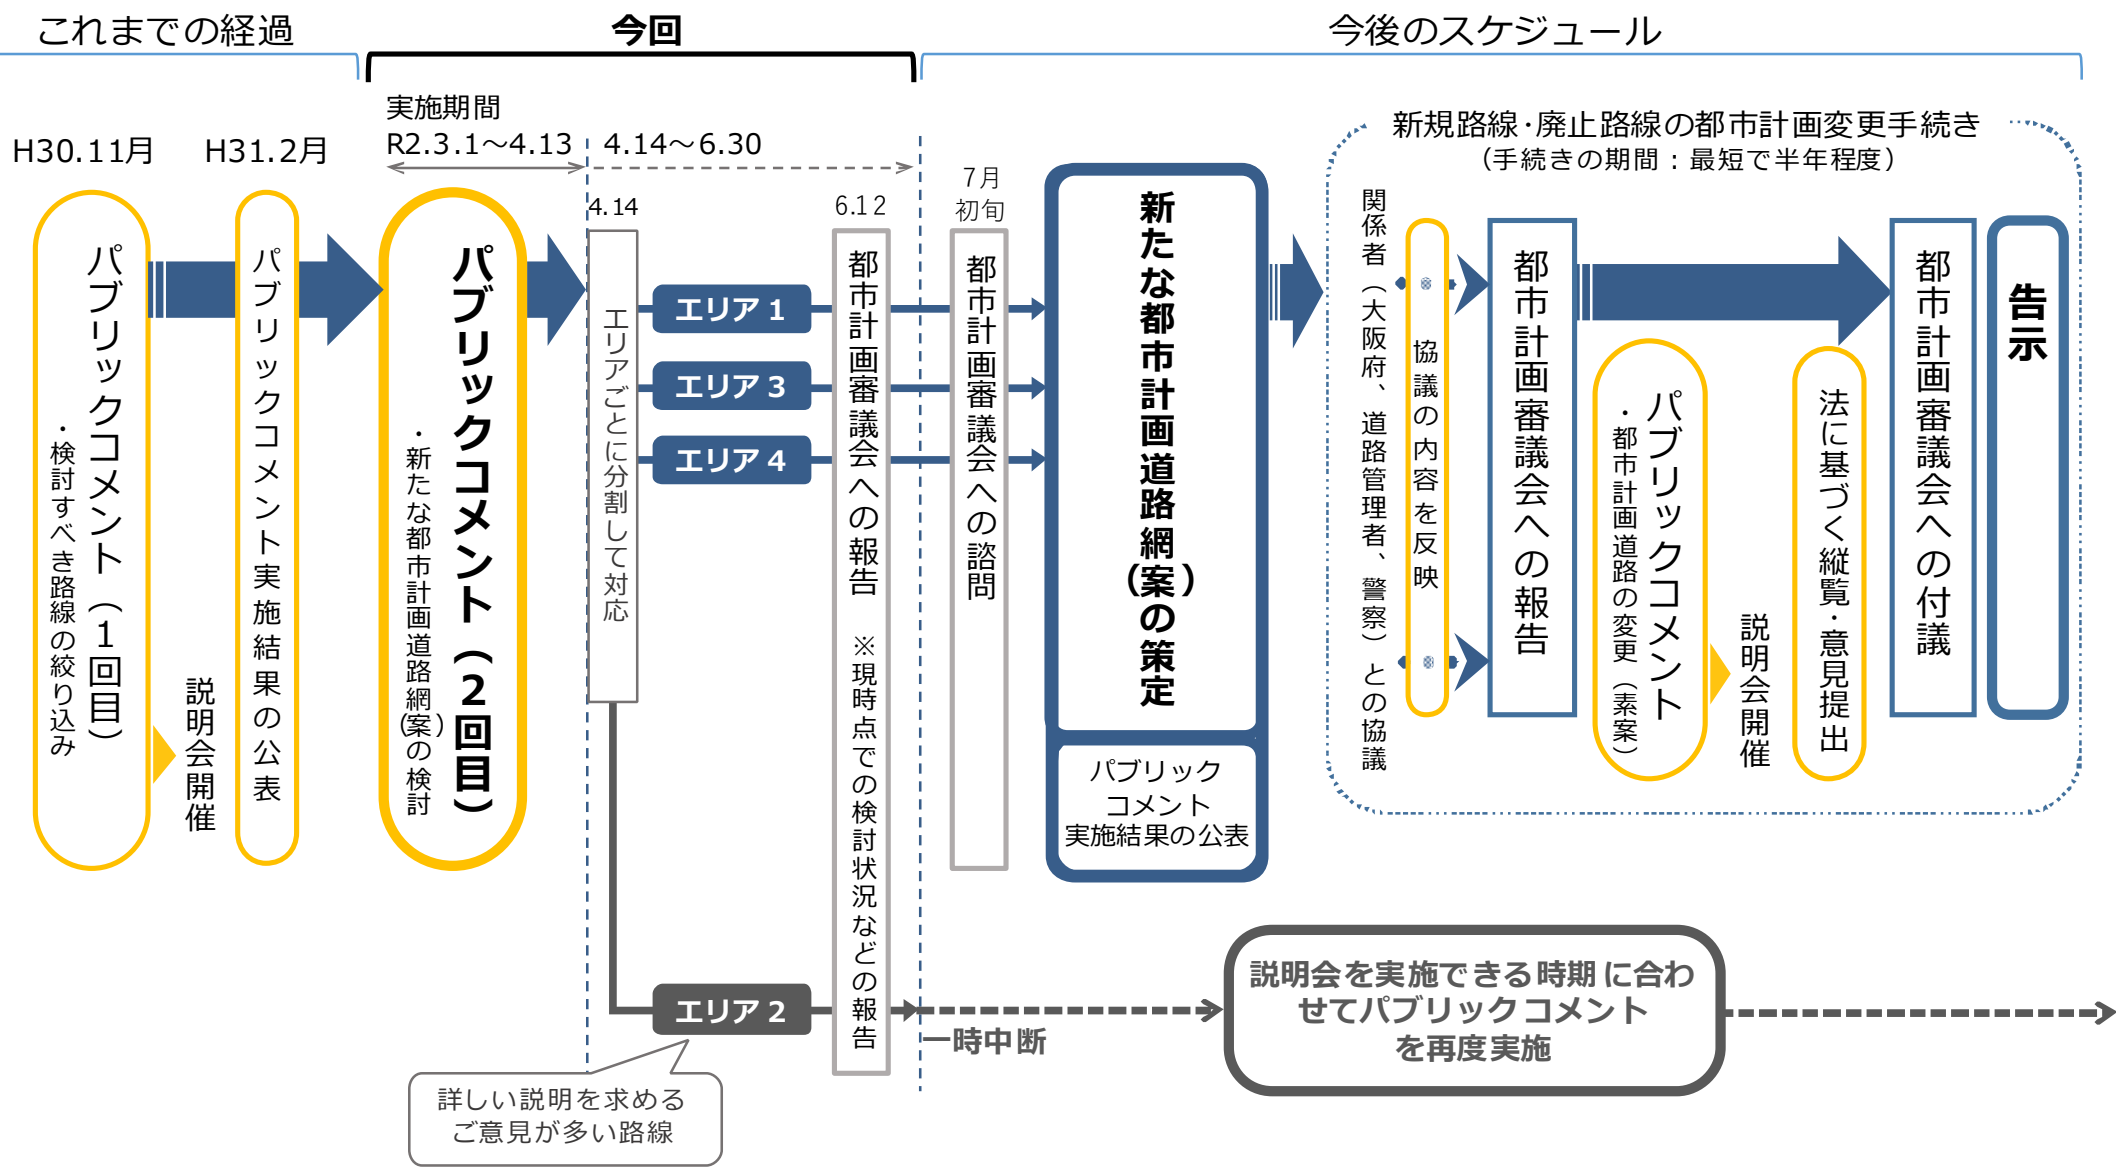 これまでの経過
今回
今後のスケジュール
H30.11月
H31.2月
実施期間
R2.3.1～4.13
4.14～6.30
パブリックコメント（１回目）
・検討すべき路線の絞り込み
説明会開催
パブリックコメント実施結果の公表
パブリックコメント（２回目）
・新たな都市計画道路網(案)の検討
4.14
エリアごとに分割して対応
エリア 1
エリア 3
エリア 4
エリア 2
詳しい説明を求める
ご意見が多い路線
6.12
都市計画審議会への報告 ※現時点での検討状況などの報告
7月
初旬
都市計画審議会への諮問
新たな都市計画道路網(案)の策定
パブリック
コメント
実施結果の公表
一時中断
説明会を実施できる時期に合わ
せてパブリックコメント
を再度実施
新規路線･廃止路線の都市計画変更手続き
（手続きの期間：最短で半年程度）
関係者（大阪府、道路管理者、警察）との協議
協議の内容を反映
都市計画審議会への報告
パブリックコメント
・都市計画道路の変更（素案）
説明会開催
法に基づく縦覧･意見提出
都市計画審議会への付議
告示